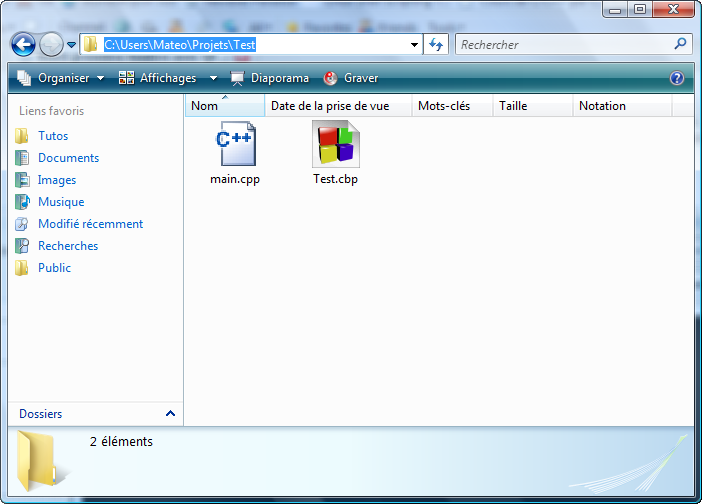 C:\Users\Mateo\Projets\Test
Rechercher
Organiser Affichages Diaporama Graver
Liens favoris
Nom Date de la prise de vue Mots-clés Taille Notation
Tutos
Documents
Images
Musique
Modifié récemment
Recherches
Public
C++
main.cpp Test.cbp
Dossiers
2 éléments